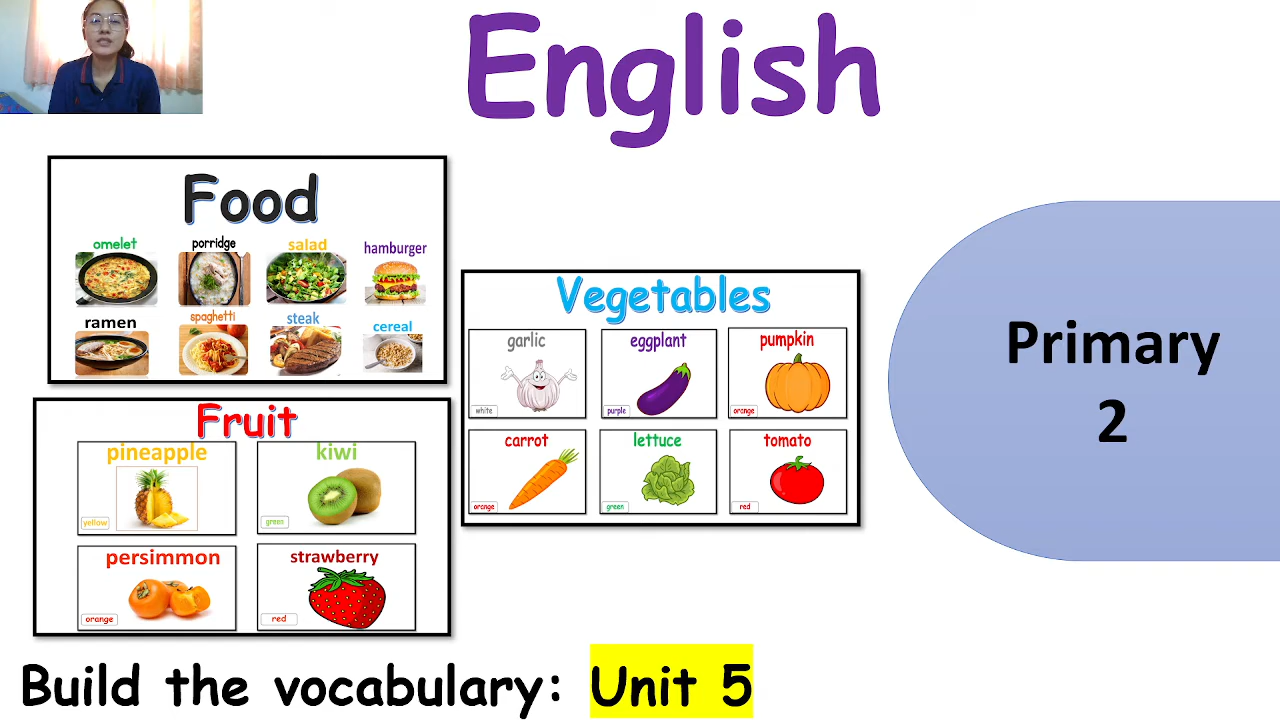 English
Food
omelet porridge salad hamburger
ramen spaghetti steak cereal
Fruit
pineapple kiwi
yellow green
persimmon strawberry
orange red
Vegetables
garlic eggplant pumpkin
white purple orange
carrot lettuce tomato
orange green red
Primary
2
Build the vocabulary: Unit 5